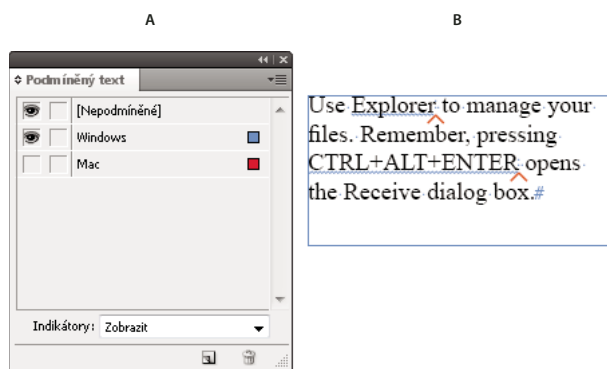 A
B
Podmíněný text
[Nepodmíněné]
Windows
Mac
Indikátory: Zobrazit
Use Explorer to manage your
files. Remember, pressing
CTRL+ALT+ENTER opens
the Receive dialog box.#